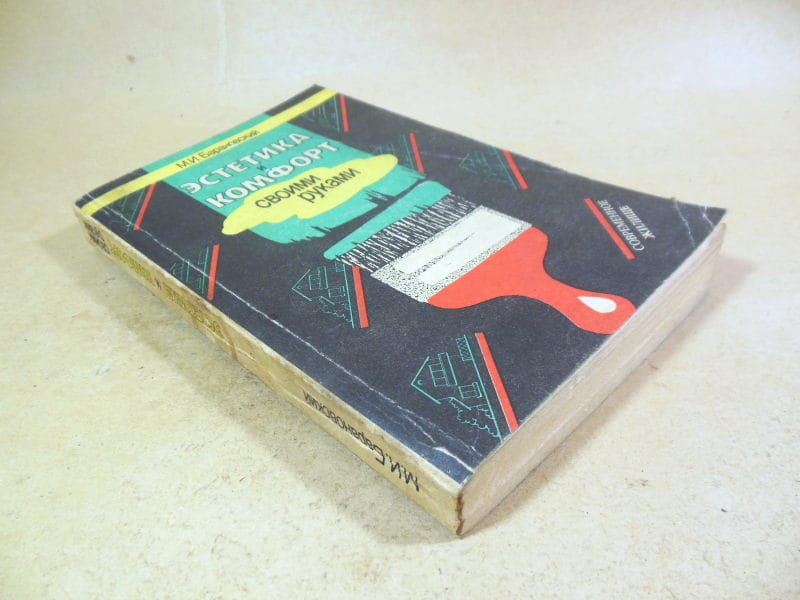 М.И. Барановский
ЭСТЕТИКА
и
КОМФОРТ
своими
руками
СОВРЕМЕННОЕ
ЖИЛИЩЕ
М.И. Барановский